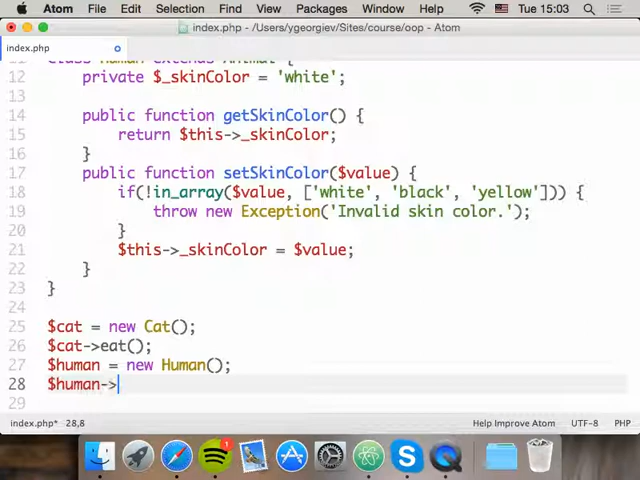 Atom File Edit View Selection Find Packages Window Help Tue 15:03
index.php - /Users/ygeorgiev/Sites/course/oop - Atom
index.php
12 private $_skinColor = 'white';
13
14 public function getSkinColor() {
15 return $this->_skinColor;
16 }
17 public function setSkinColor($value) {
18 if(!in_array($value, ['white', 'black', 'yellow'])) {
19 throw new Exception('Invalid skin color.');
20 }
21 $this->_skinColor = $value;
22 }
23 }
24
25 $cat = new Cat();
26 $cat->eat();
27 $human = new Human();
28 $human->
29
index.php* 28,8 Help Improve Atom UTF-8 PHP
1